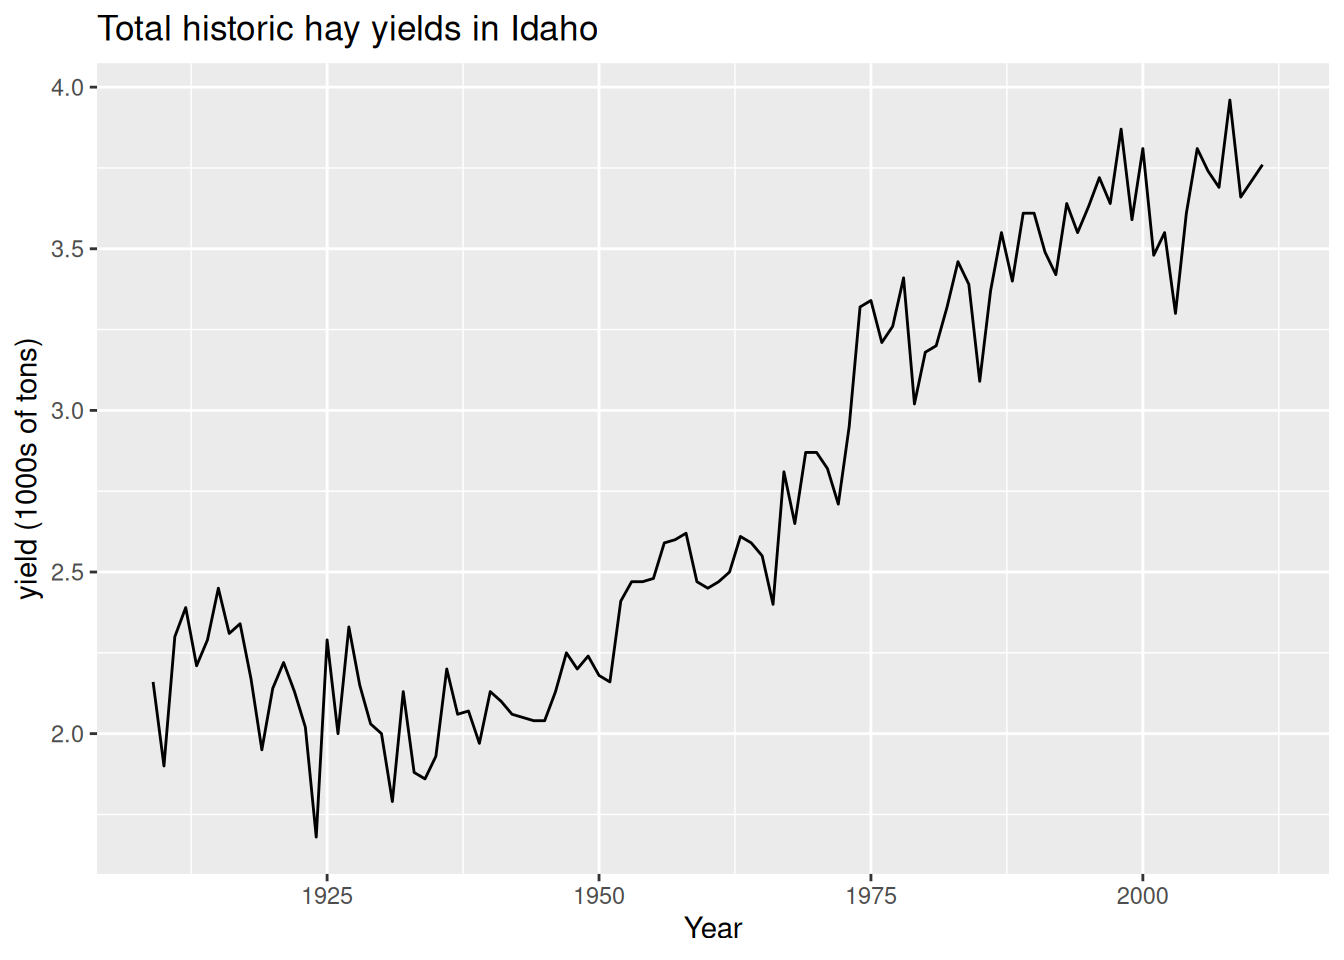 Total historic hay yields in Idaho
4.0
3.5
3.0
2.5
2.0
yield (1000s of tons)
1925 1950 1975 2000
Year